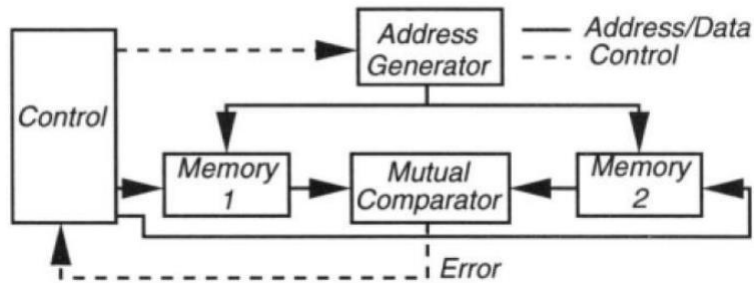 Address
Generator
Address/Data
Control
Control
Memory
1
Mutual
Comparator
Memory
2
Error